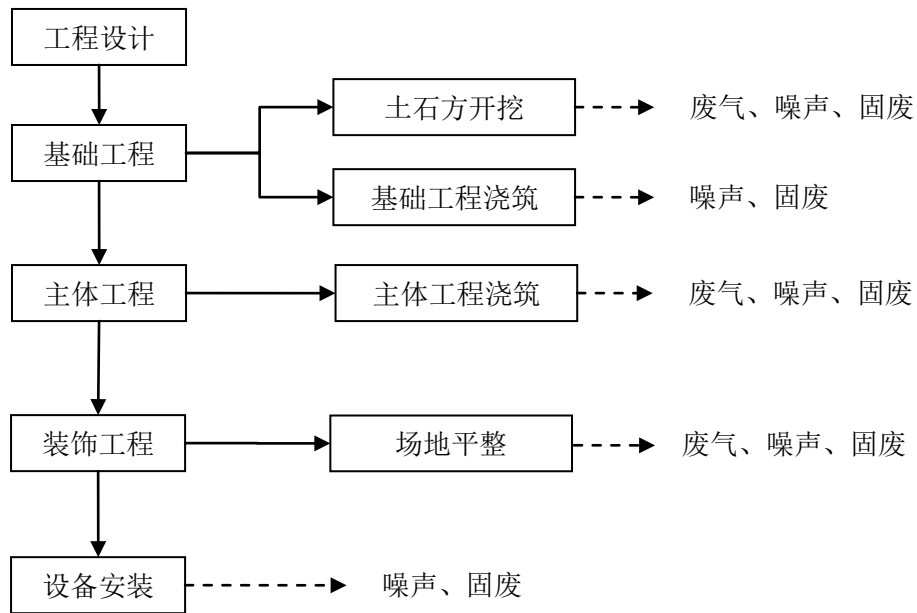 工程设计
土石方开挖
废气、噪声、固废
基础工程
基础工程浇筑
噪声、固废
主体工程
主体工程浇筑
废气、噪声、固废
装饰工程
场地平整
废气、噪声、固废
设备安装
噪声、固废